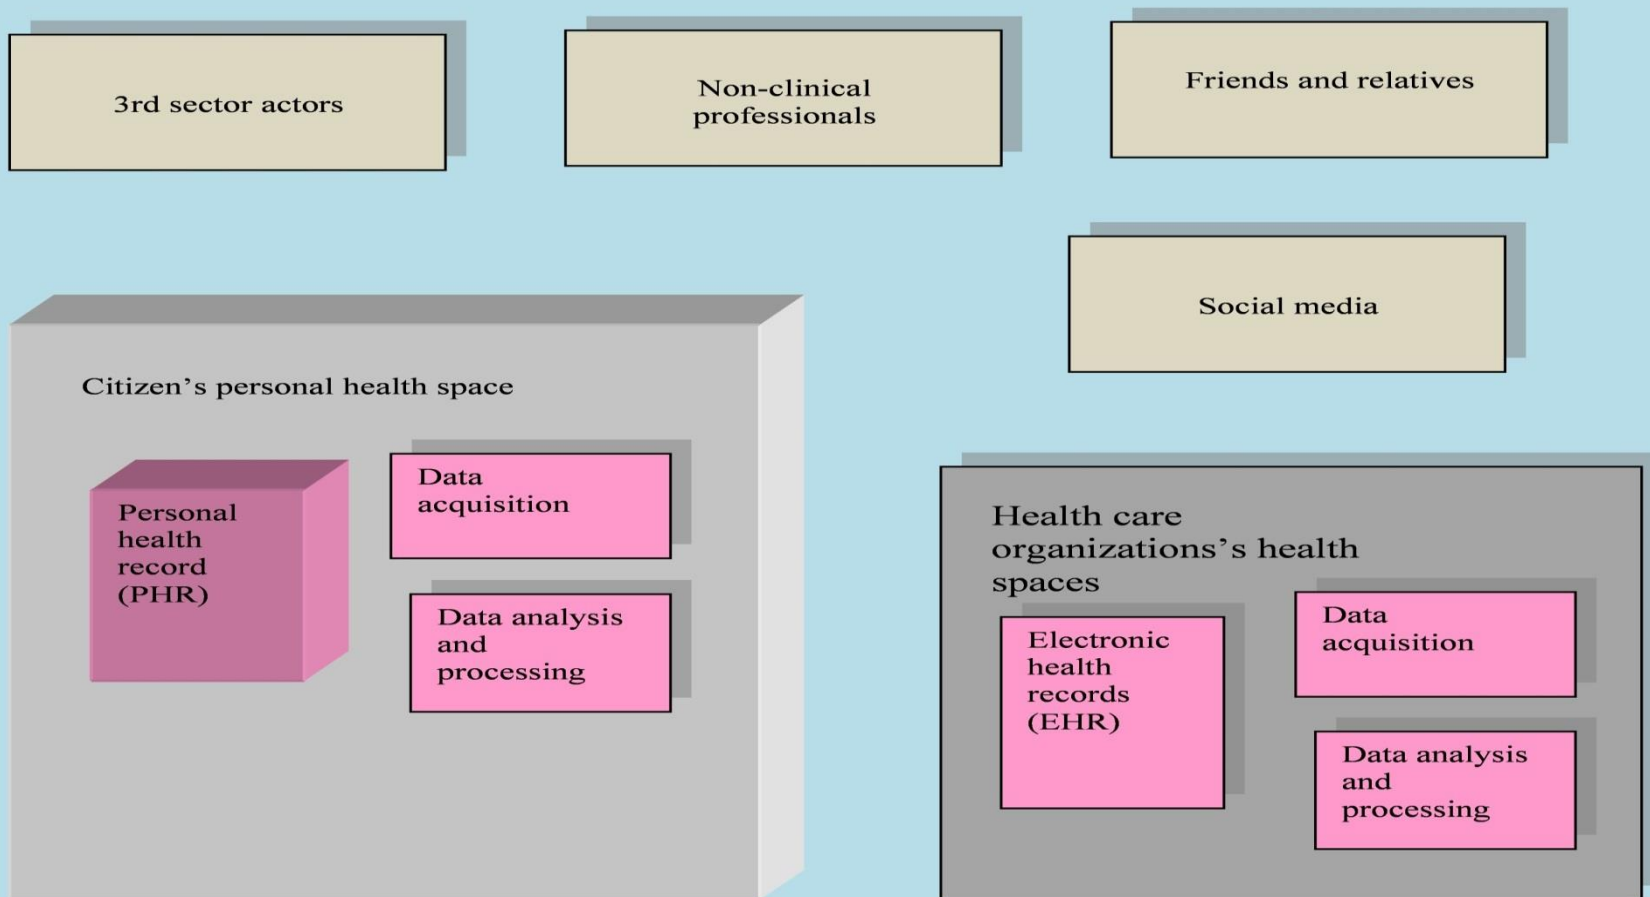 3rd sector actors
Non-clinical
professionals
Friends and relatives
Social media
Citizen’s personal health space
Personal
health
record
(PHR)
Data
acquisition
Data analysis
and
processing
Health care
organizations’s health
spaces
Electronic
health
records
(EHR)
Data
acquisition
Data analysis
and
processing